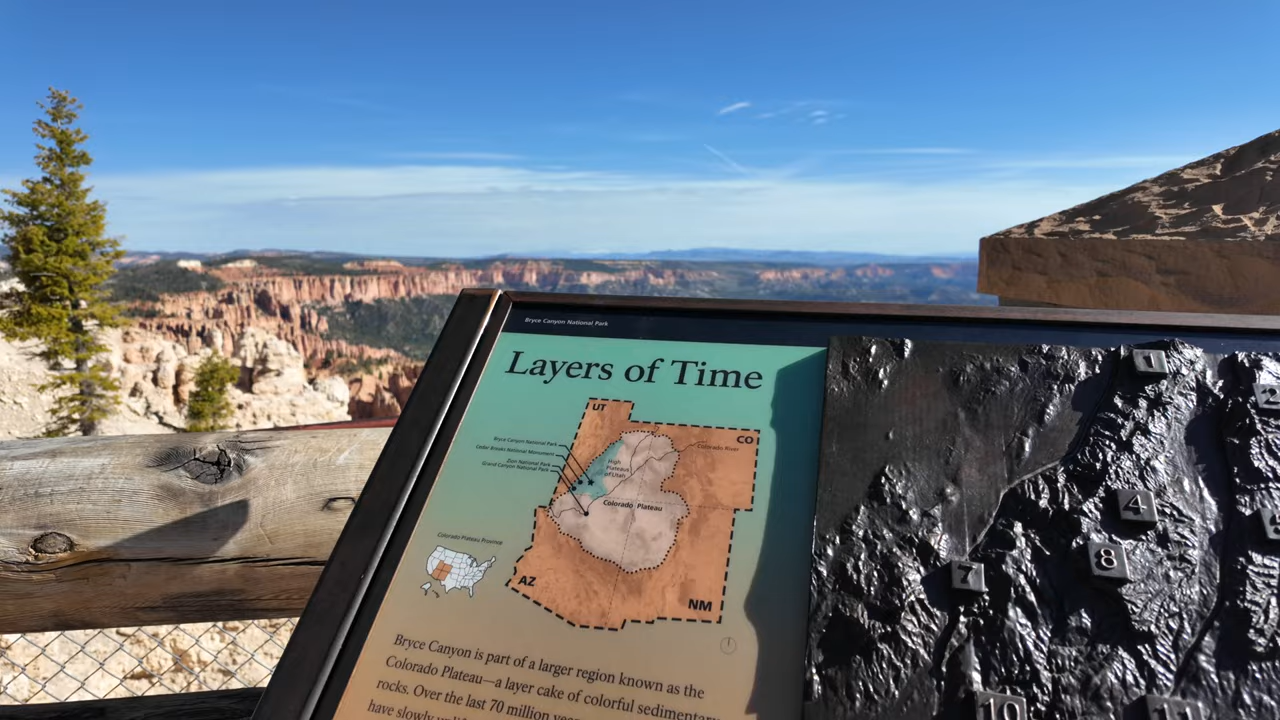 Bryce Canyon National Park
Layers of Time
UT
CO
Bryce Canyon National Park
Cedar Breaks National Monument
Zion National Park
Grand Canyon National Park
Colorado River
High
Plateaus
of Utah
Colorado Plateau
Colorado Plateau Province
AZ
NM
Bryce Canyon is part of a larger region known as the
Colorado Plateau—a layer cake of colorful sedimentary
rocks. Over the last 70 million
have slowly
1
2
4
8
7
10